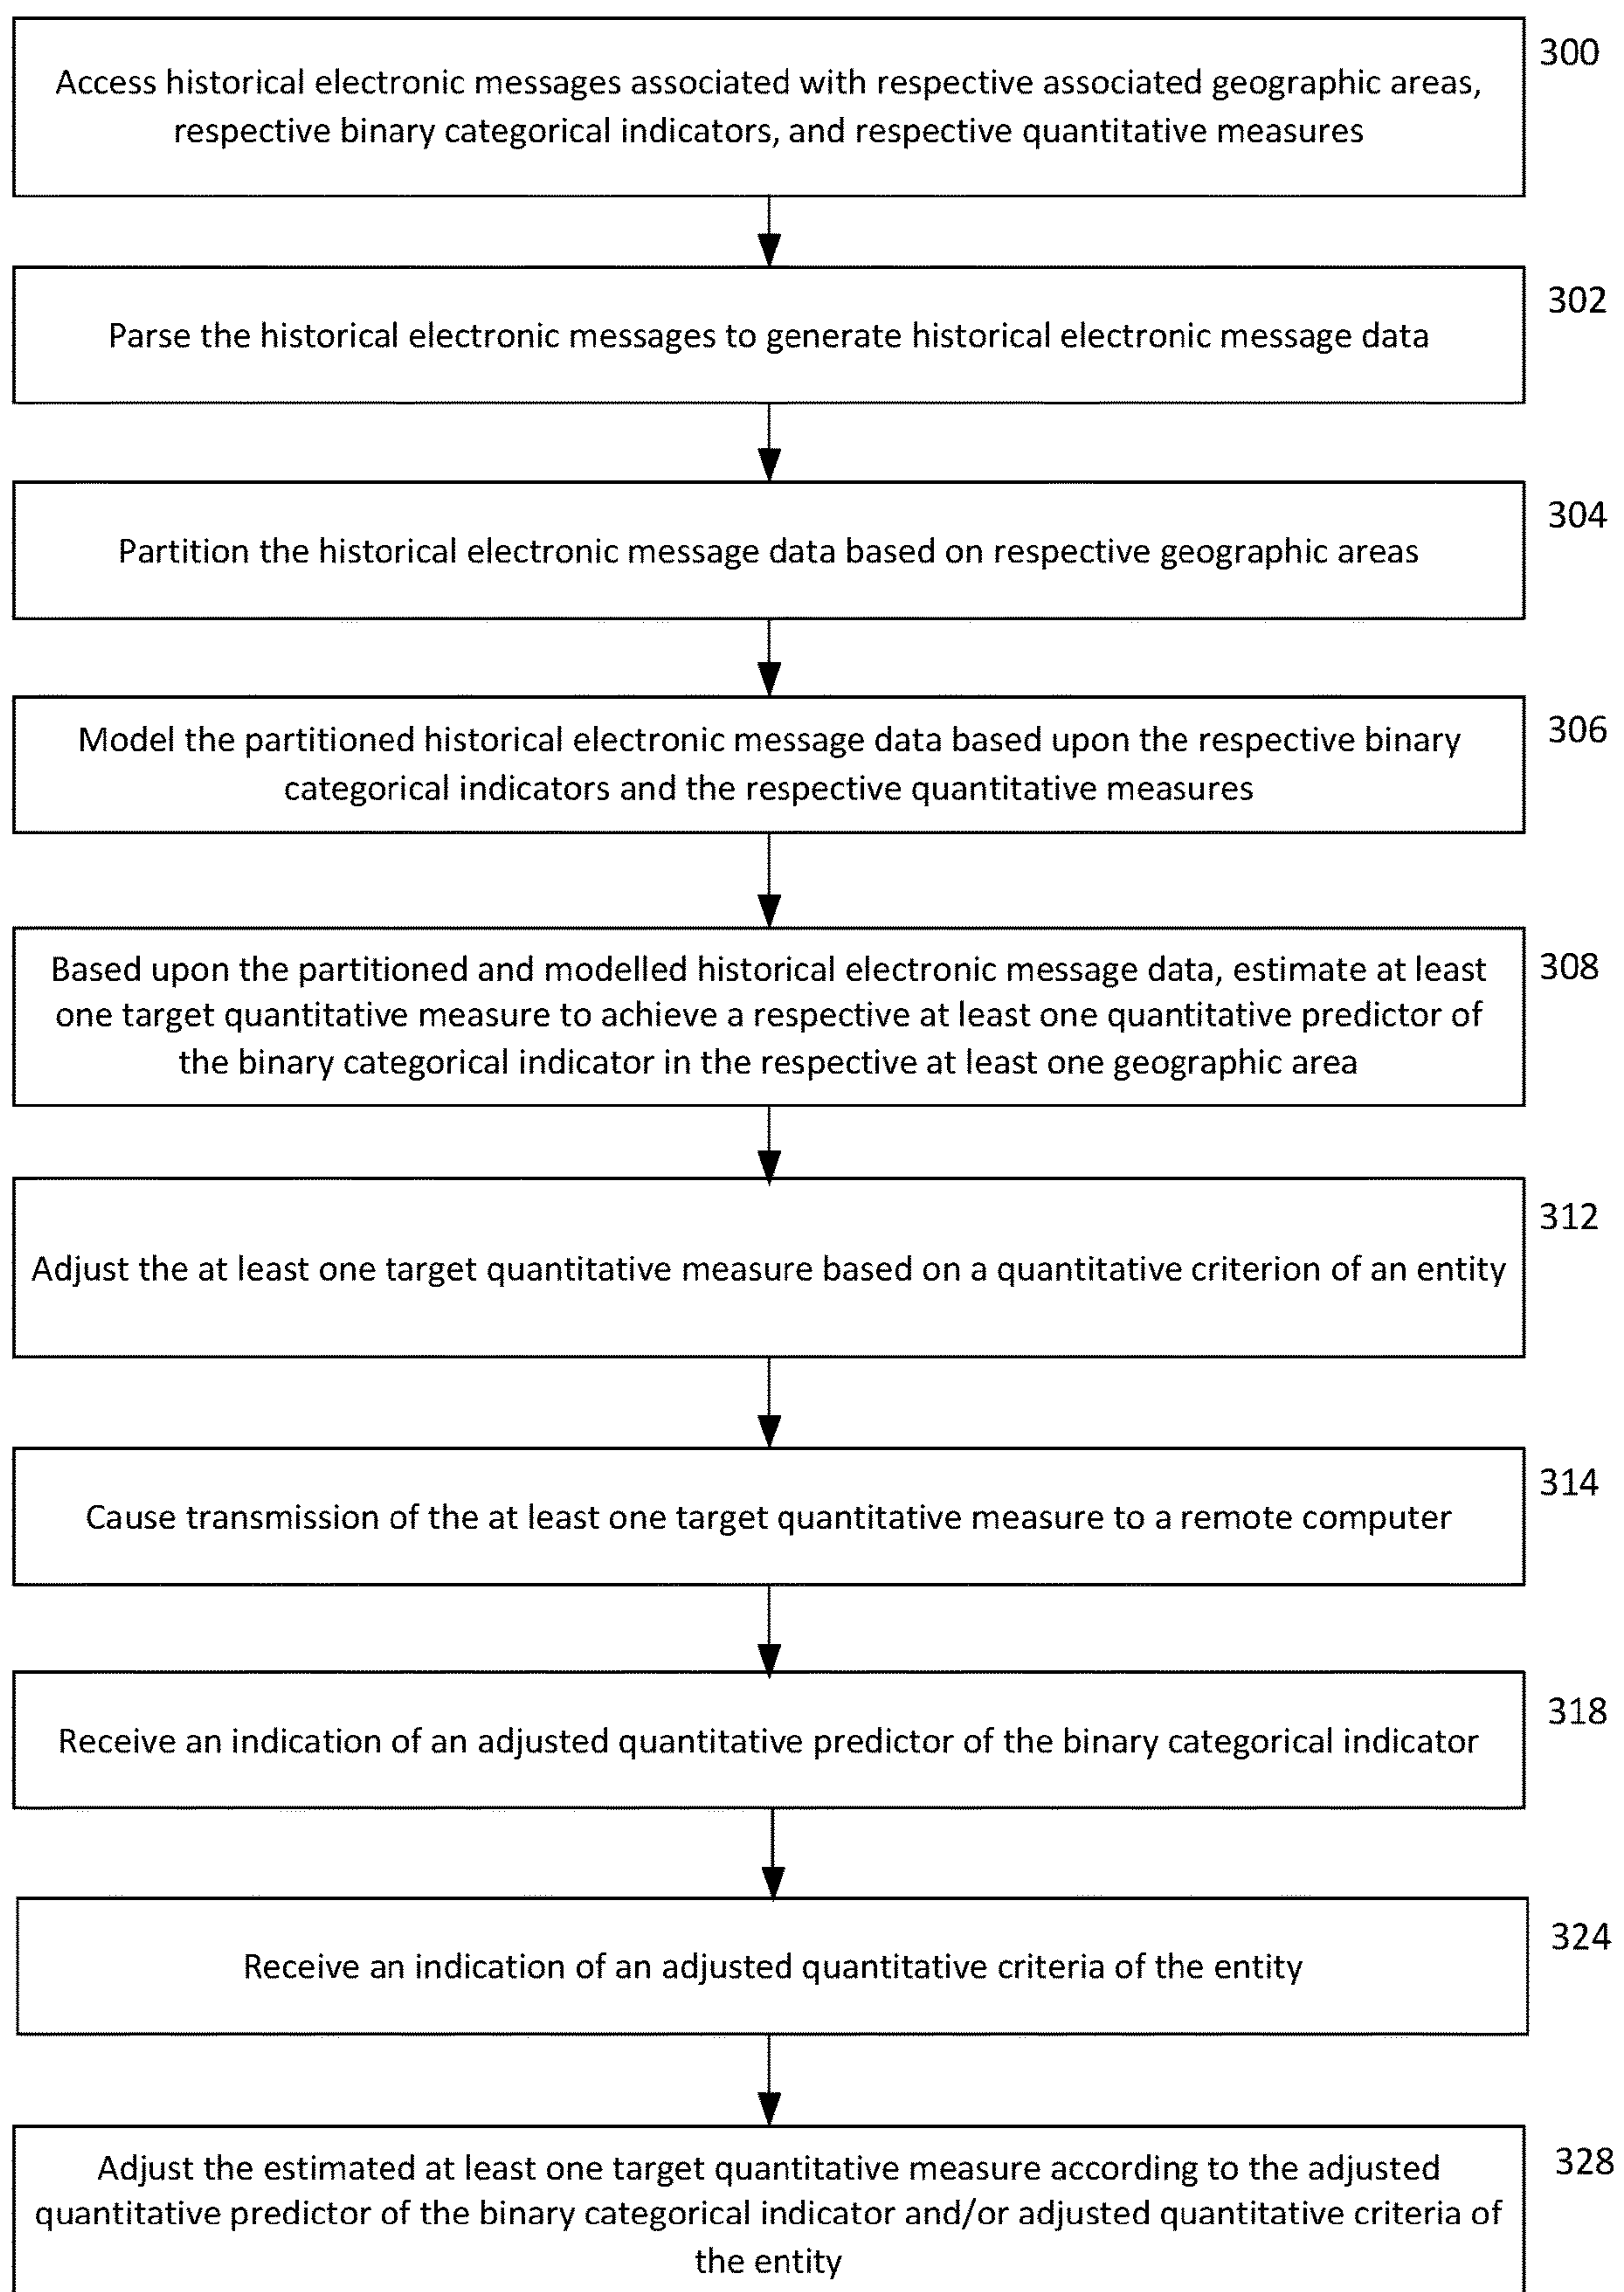 300
Access historical electronic messages associated with respective associated geographic areas,
respective binary categorical indicators, and respective quantitative measures
302
Parse the historical electronic messages to generate historical electronic message data
304
Partition the historical electronic message data based on respective geographic areas
306
Model the partitioned historical electronic message data based upon the respective binary
categorical indicators and the respective quantitative measures
308
Based upon the partitioned and modelled historical electronic message data, estimate at least
one target quantitative measure to achieve a respective at least one quantitative predictor of
the binary categorical indicator in the respective at least one geographic area
312
Adjust the at least one target quantitative measure based on a quantitative criterion of an entity
314
Cause transmission of the at least one target quantitative measure to a remote computer
318
Receive an indication of an adjusted quantitative predictor of the binary categorical indicator
324
Receive an indication of an adjusted quantitative criteria of the entity
328
Adjust the estimated at least one target quantitative measure according to the adjusted
quantitative predictor of the binary categorical indicator and/or adjusted quantitative criteria of
the entity